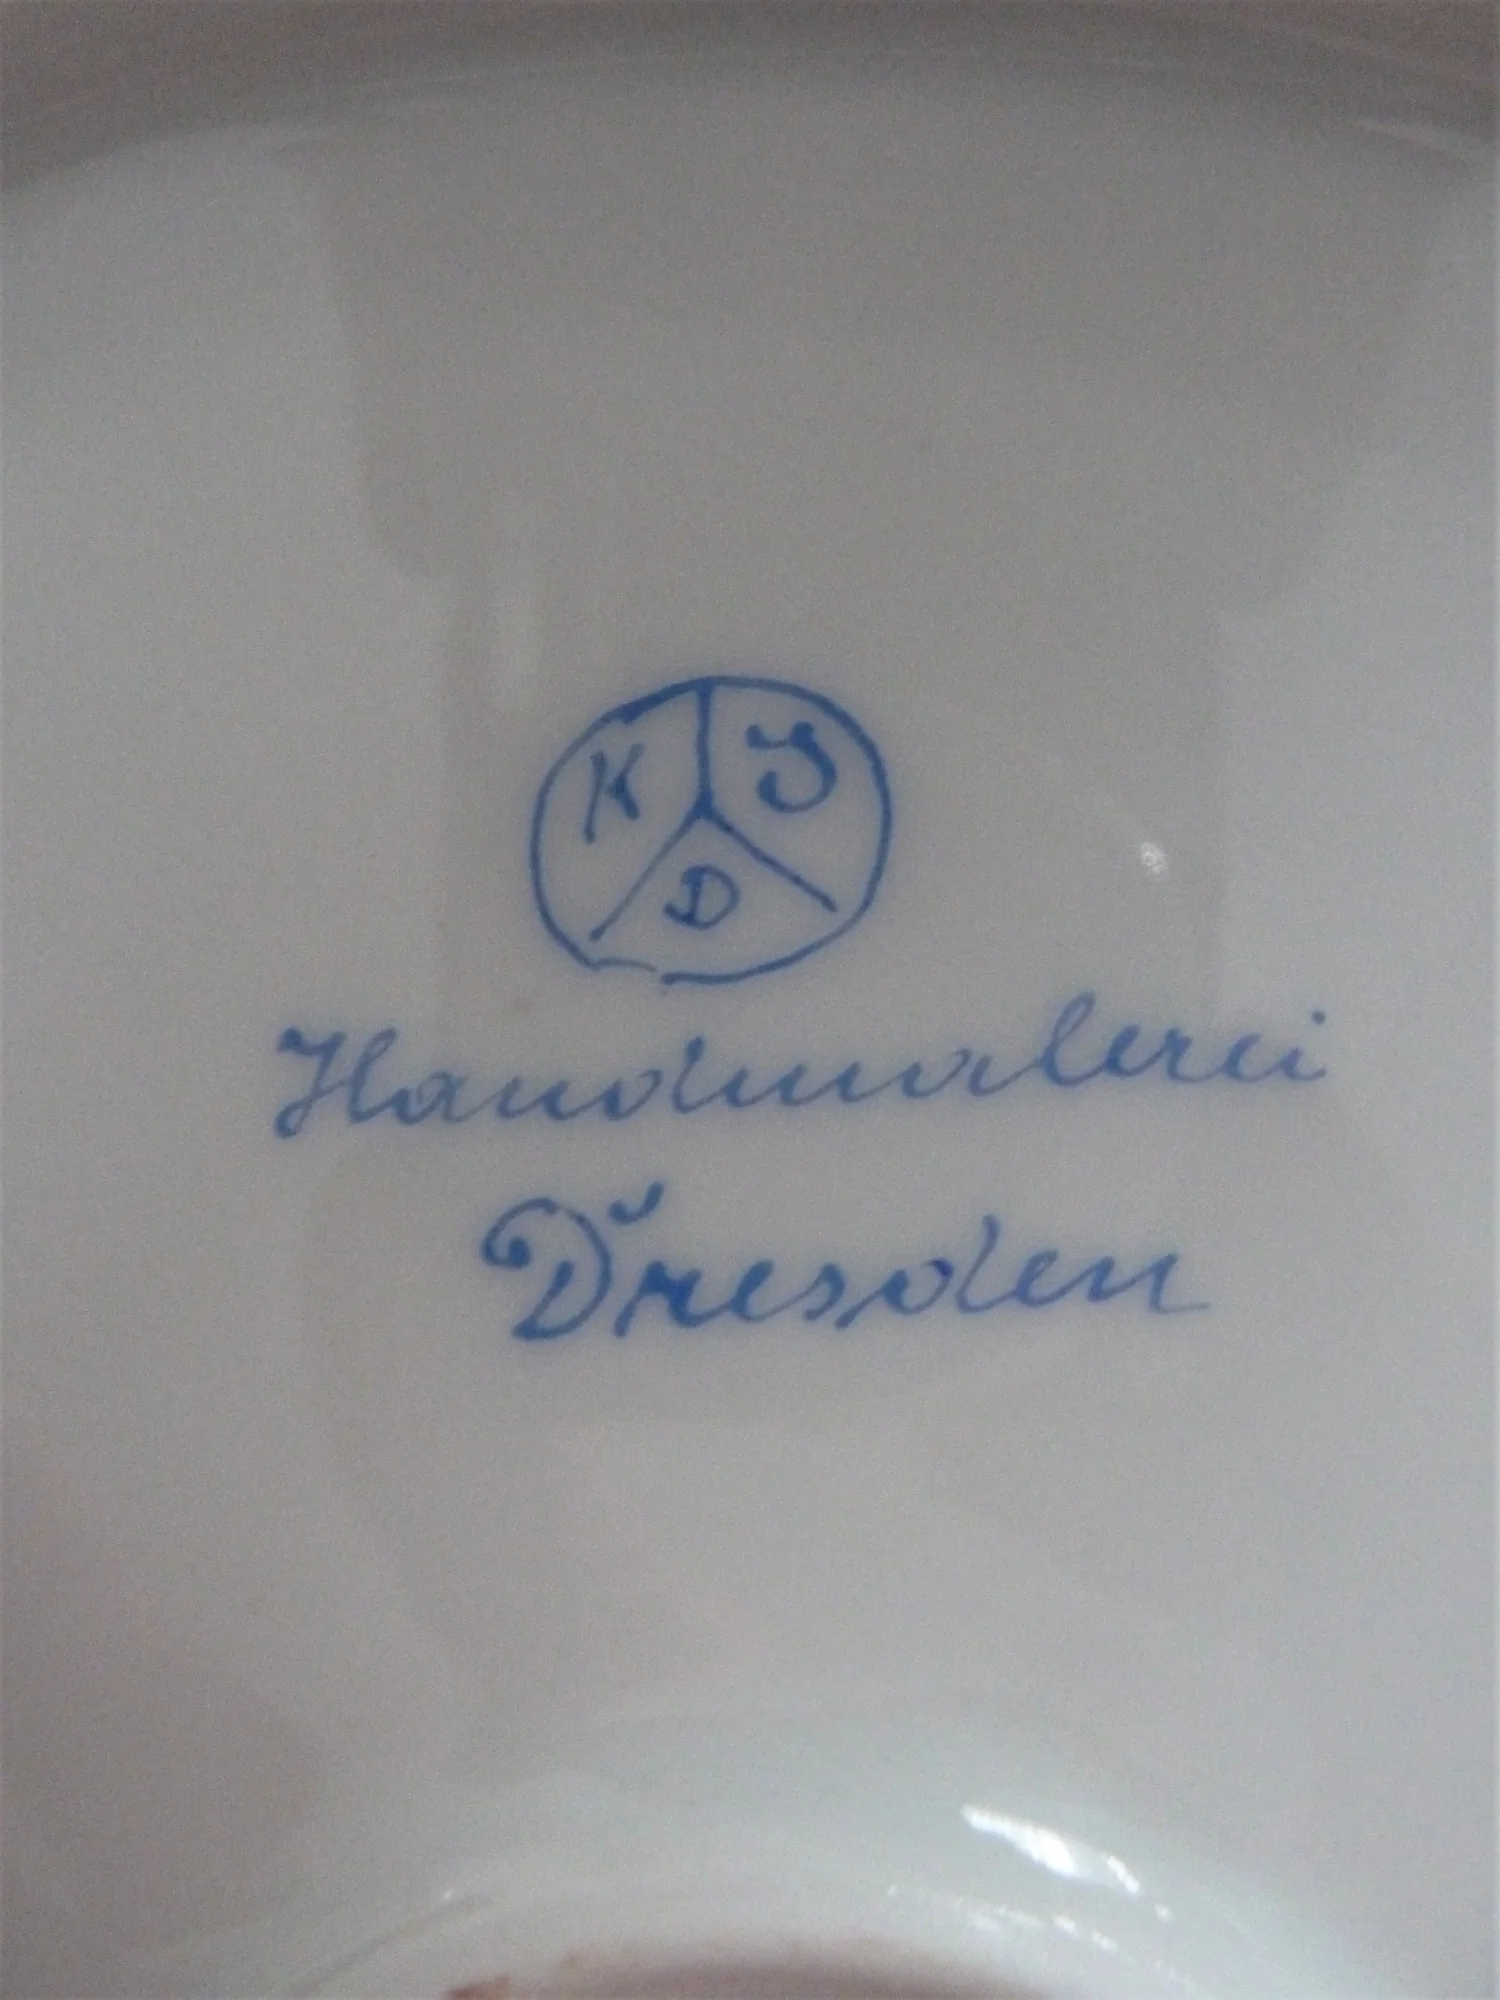 K J
D
Handmalerei
Dresden